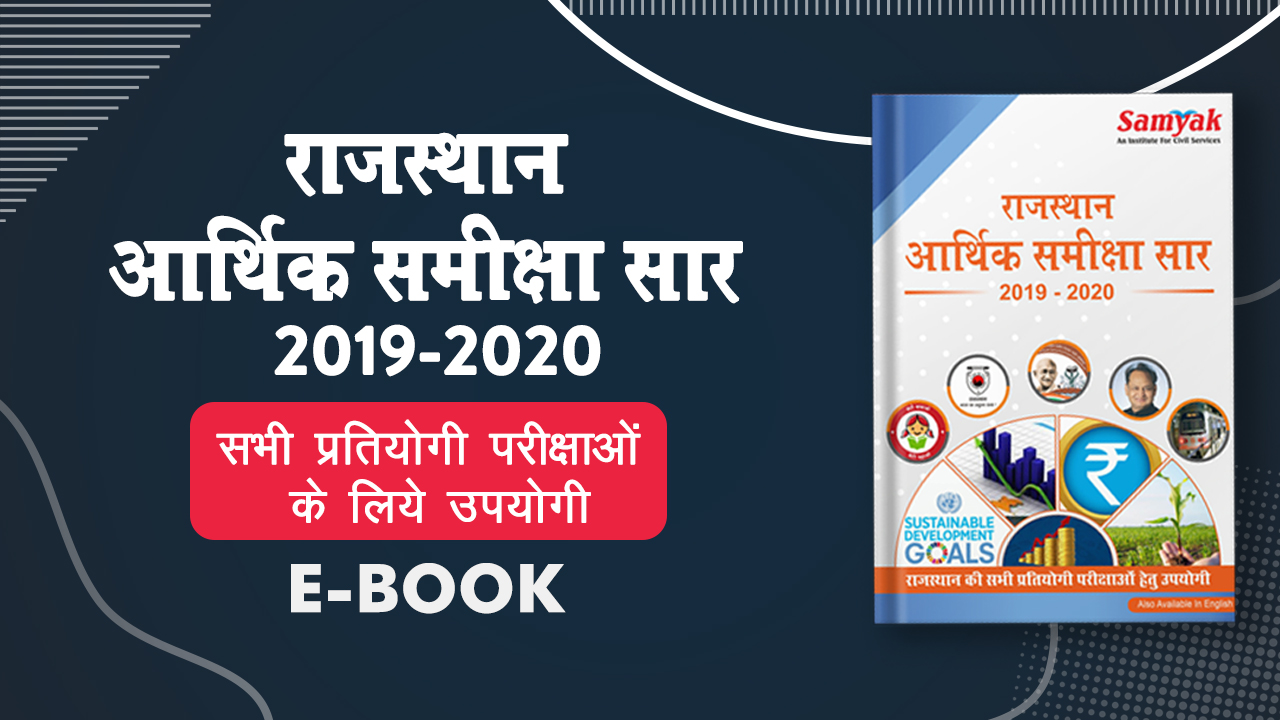 राजस्थान
आर्थिक समीक्षा सार
2019-2020
सभी प्रतियोगी परीक्षाओं
के लिये उपयोगी
E-BOOK
Samyak
An Institute For Civil Services
राजस्थान
आर्थिक समीक्षा सार
2019 - 2020
SUSTAINABLE
DEVELOPMENT
GOALS
राजस्थान की सभी प्रतियोगी परीक्षाओं हेतु उपयोगी
Also Available in English